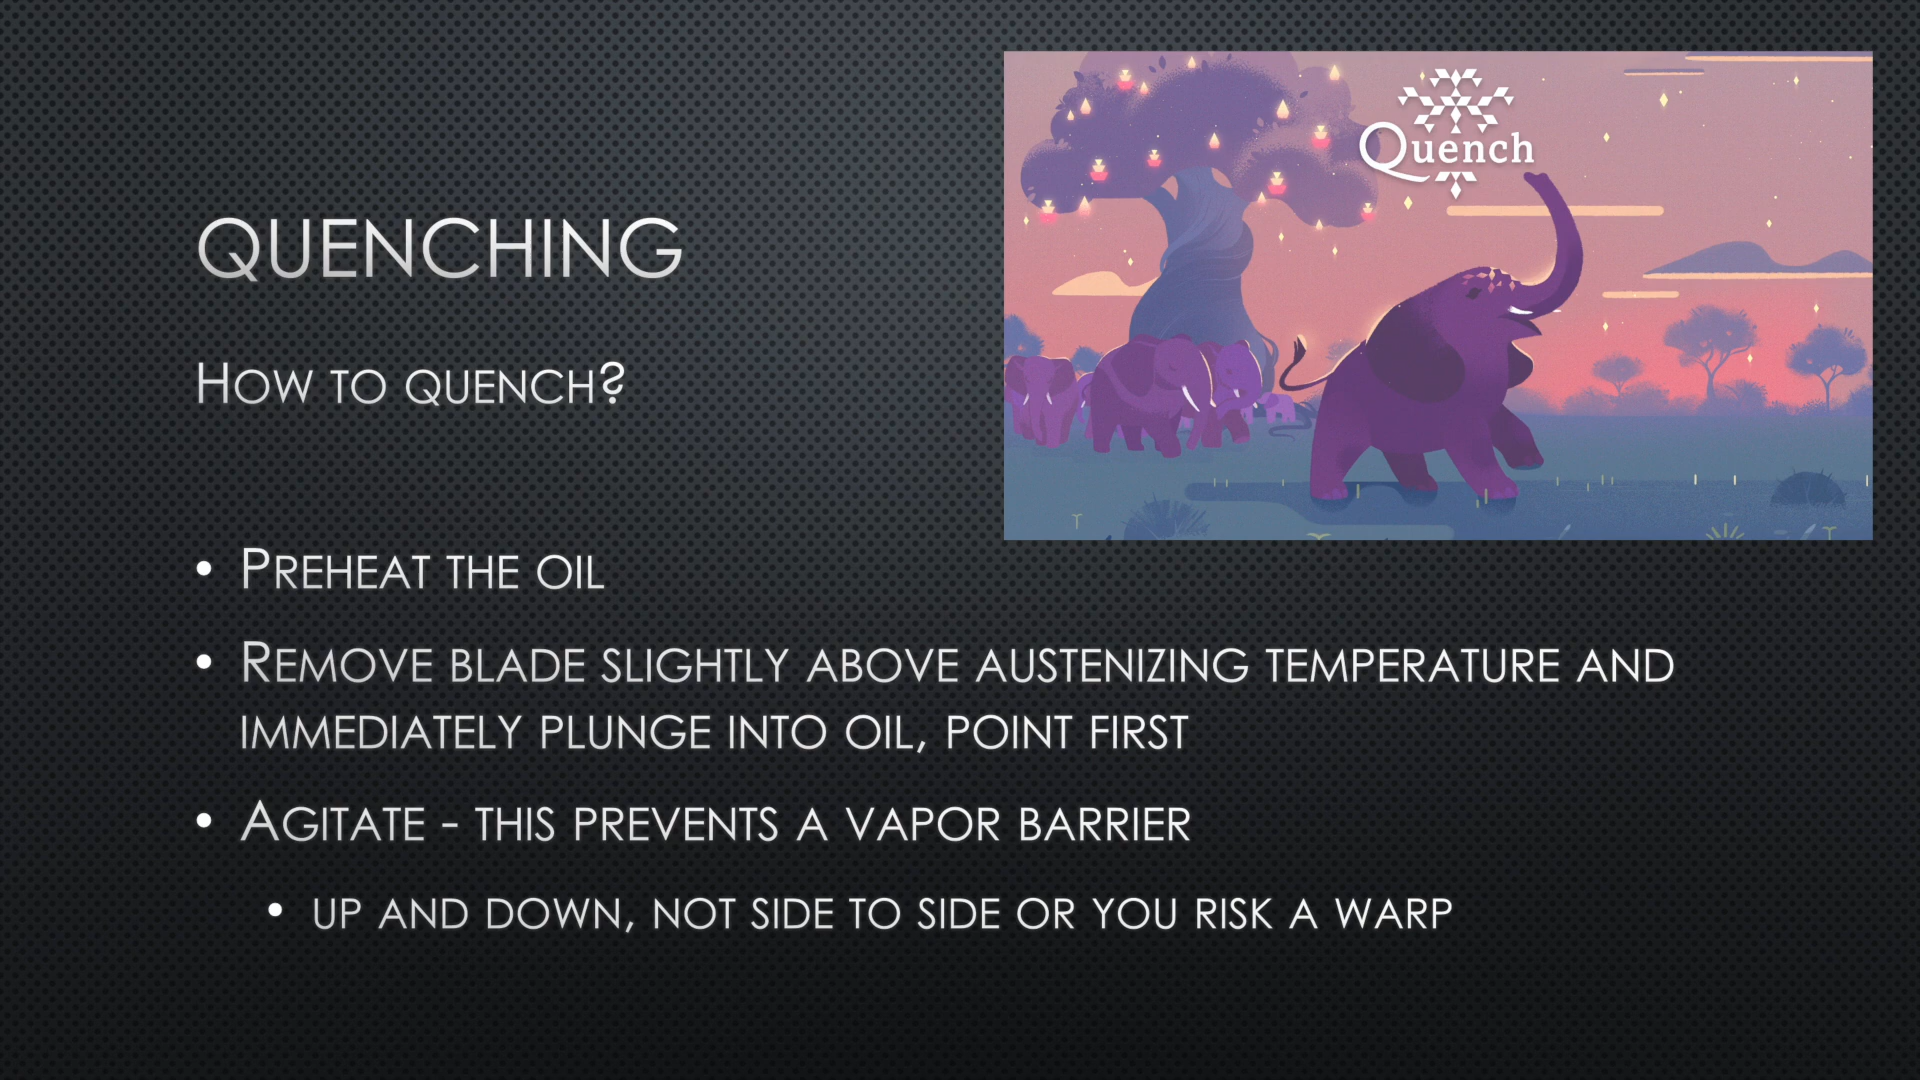 Quench
QUENCHING
HOW TO QUENCH?
• PREHEAT THE OIL
• REMOVE BLADE SLIGHTLY ABOVE AUSTENIZING TEMPERATURE AND
IMMEDIATELY PLUNGE INTO OIL, POINT FIRST
• AGITATE - THIS PREVENTS A VAPOR BARRIER
• UP AND DOWN, NOT SIDE TO SIDE OR YOU RISK A WARP